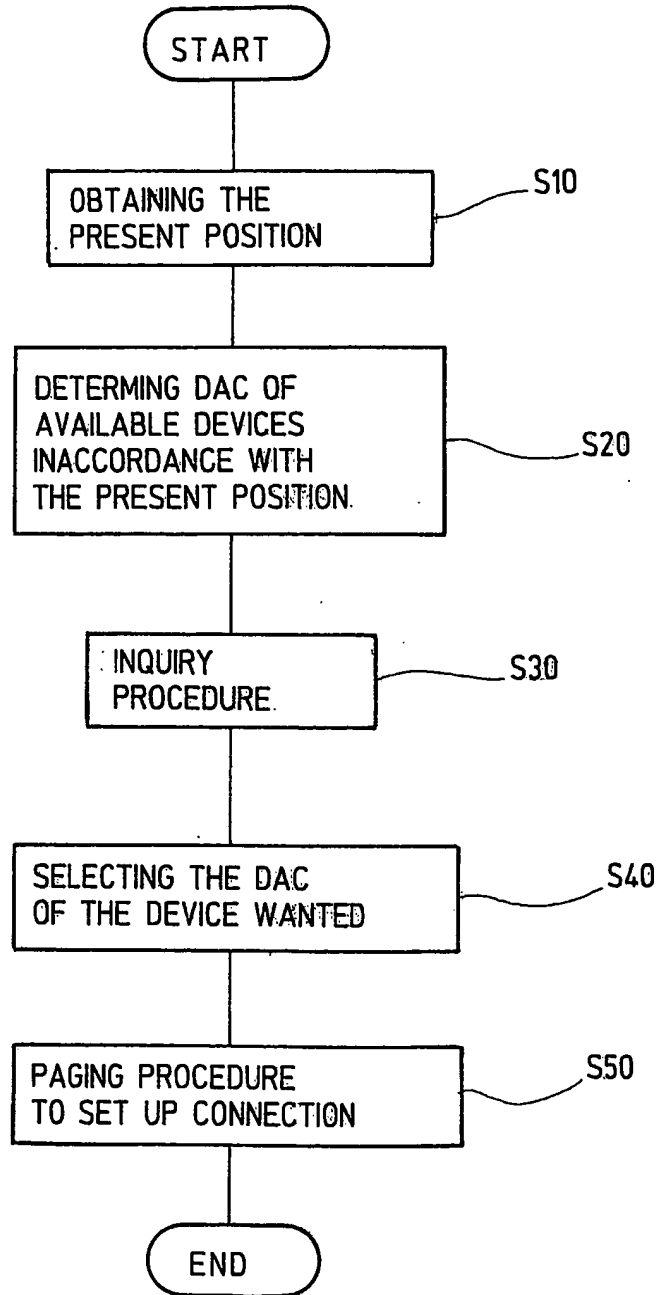 START
OBTAINING THE
PRESENT POSITION
S10
DETERMING DAC OF
AVAILABLE DEVICES
INACCORDANCE WITH
THE PRESENT POSITION.
S20
INQUIRY
PROCEDURE.
S30
SELECTING THE DAC
OF THE DEVICE WANTED
S40
PAGING PROCEDURE
TO SET UP CONNECTION
S50
END